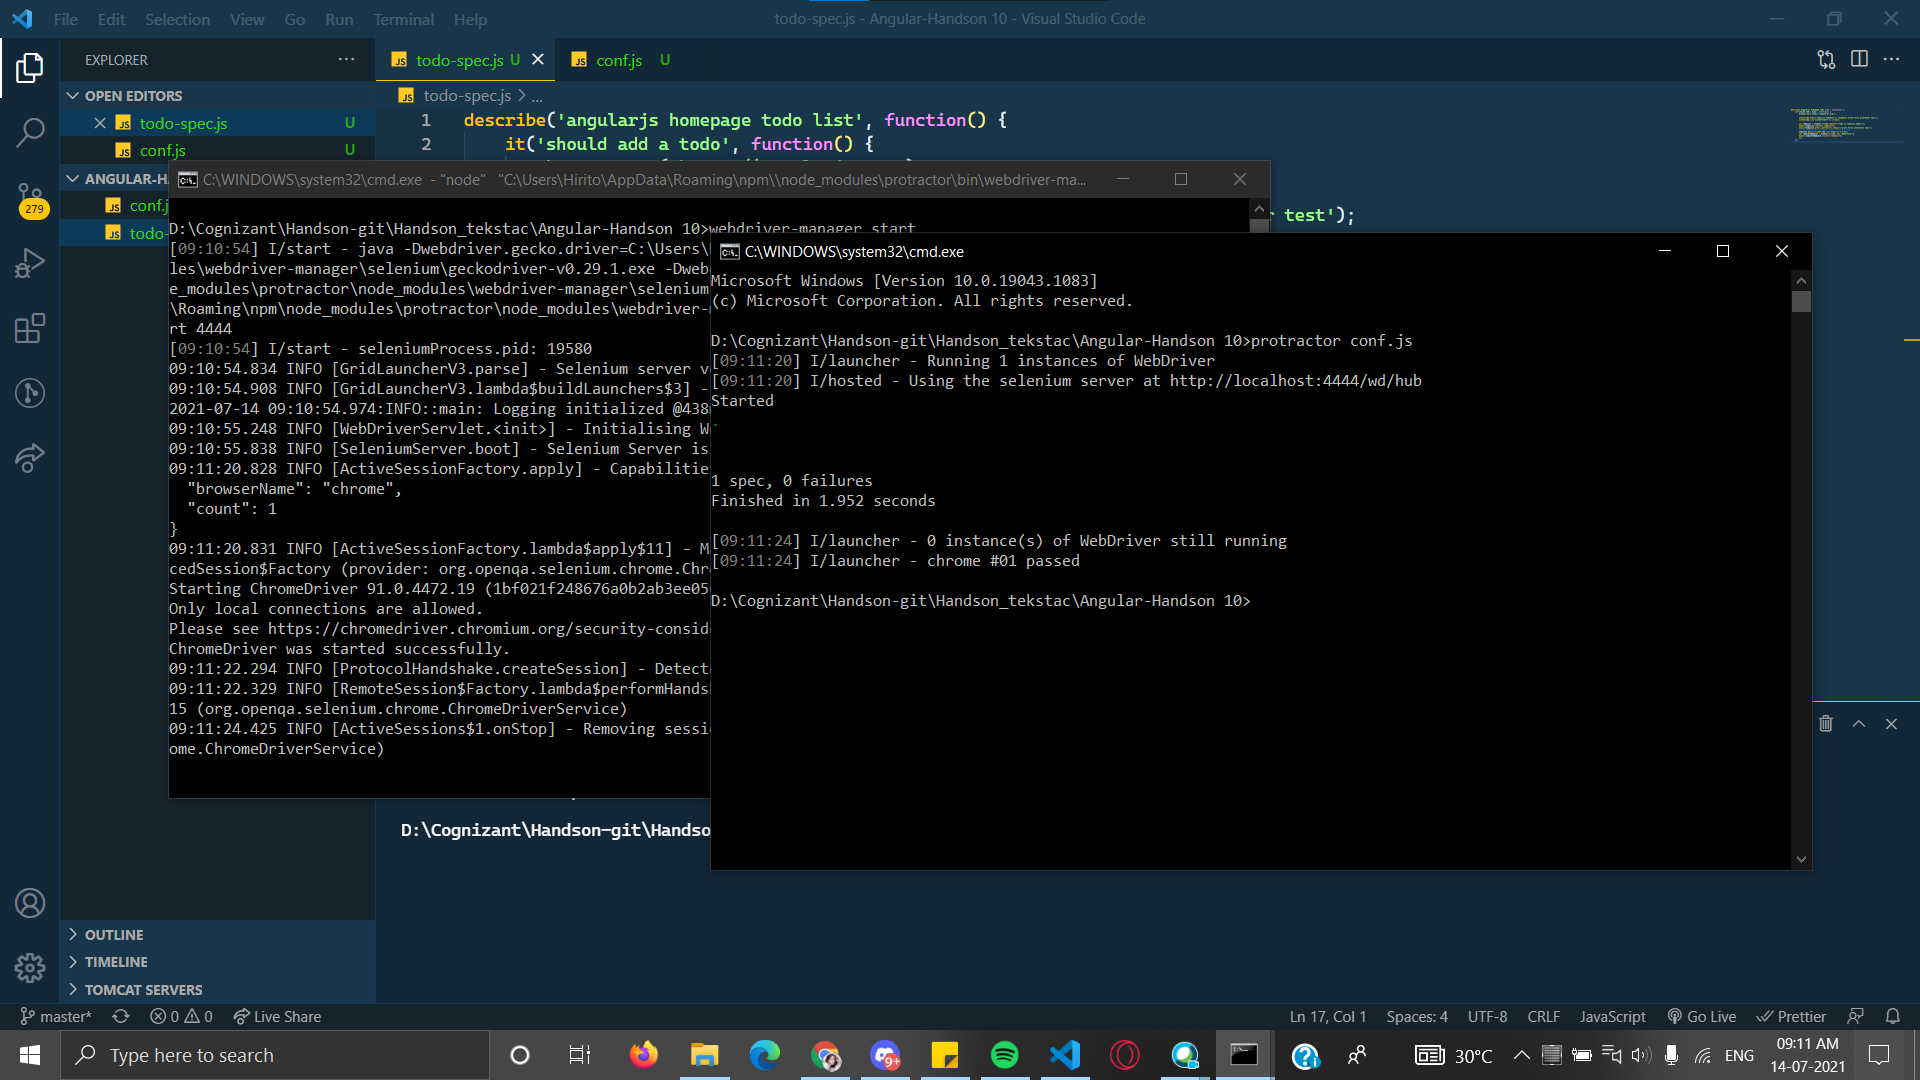 File Edit Selection View Go Run Terminal Help
todo-spec.js - Angular-Handson 10 - Visual Studio Code
EXPLORER
todo-spec.js U
conf.js U
OPEN EDITORS
todo-spec.js U
conf.js U
ANGULAR-HA
conf.j
todo-
279
todo-spec.js > ...
1 describe('angularjs homepage todo list', function() {
2 it('should add a todo', function() {
test');
C:\WINDOWS\system32\cmd.exe - "node" "C:\Users\Hirito\AppData\Roaming\npm\\node_modules\protractor\bin\webdriver-ma...
D:\Cognizant\Handson-git\Handson_tekstac\Angular-Handson 10>webdriver-manager start
[09:10:54] I/start - java -Dwebdriver.gecko.driver=C:\Users\
les\webdriver-manager\selenium\geckodriver-v0.29.1.exe -Dweb
e_modules\protractor\node_modules\webdriver-manager\selenium
\Roaming\npm\node_modules\protractor\node_modules\webdriver-
rt 4444
[09:10:54] I/start - seleniumProcess.pid: 19580
09:10:54.834 INFO [GridLauncherV3.parse] - Selenium server v
09:10:54.908 INFO [GridLauncherV3.lambda$buildLaunchers$3] -
2021-07-14 09:10:54.974:INFO::main: Logging initialized @438
09:10:55.248 INFO [WebDriverServlet.<init>] - Initialising W
09:10:55.838 INFO [SeleniumServer.boot] - Selenium Server is
09:11:20.828 INFO [ActiveSessionFactory.apply] - Capabilitie
"browserName": "chrome",
"count": 1
}
09:11:20.831 INFO [ActiveSessionFactory.lambda$apply$11] - M
cedSession$Factory (provider: org.openqa.selenium.chrome.Chr
Starting ChromeDriver 91.0.4472.19 (1bf021f248676a0b2ab3ee05
Only local connections are allowed.
Please see https://chromedriver.chromium.org/security-consid
ChromeDriver was started successfully.
09:11:22.294 INFO [ProtocolHandshake.createSession] - Detect
09:11:22.329 INFO [RemoteSession$Factory.lambda$performHands
15 (org.openqa.selenium.chrome.ChromeDriverService)
09:11:24.425 INFO [ActiveSessions$1.onStop] - Removing sessi
ome.ChromeDriverService)
C:\WINDOWS\system32\cmd.exe
Microsoft Windows [Version 10.0.19043.1083]
(c) Microsoft Corporation. All rights reserved.
D:\Cognizant\Handson-git\Handson_tekstac\Angular-Handson 10>protractor conf.js
[09:11:20] I/launcher - Running 1 instances of WebDriver
[09:11:20] I/hosted - Using the selenium server at http://localhost:4444/wd/hub
Started
.
1 spec, 0 failures
Finished in 1.952 seconds
[09:11:24] I/launcher - 0 instance(s) of WebDriver still running
[09:11:24] I/launcher - chrome #01 passed
D:\Cognizant\Handson-git\Handson_tekstac\Angular-Handson 10>
D:\Cognizant\Handson-git\Handso
OUTLINE
TIMELINE
TOMCAT SERVERS
master* 0 0 Live Share
Ln 17, Col 1 Spaces: 4 UTF-8 CRLF JavaScript Go Live Prettier
Type here to search
9+
30°C
ENG
09:11 AM
14-07-2021